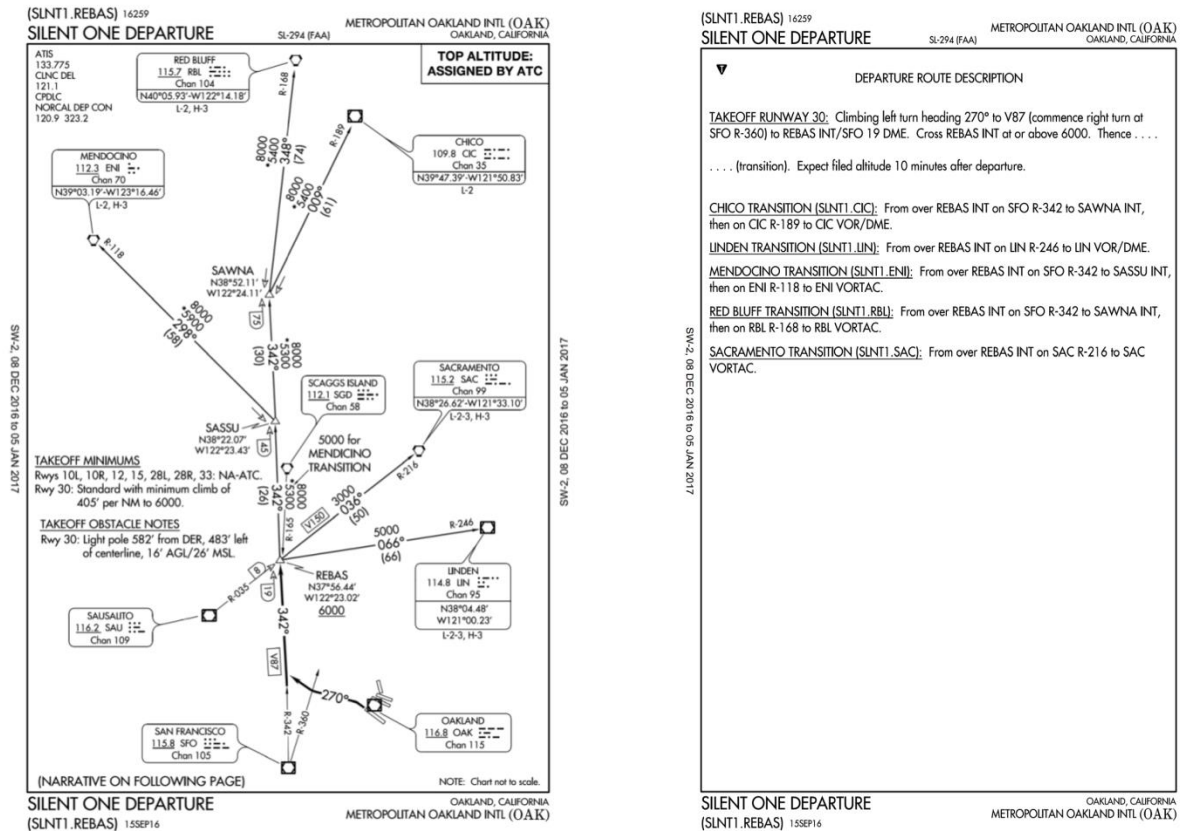 (SLNT1.REBAS) 16259
SILENT ONE DEPARTURE
SL-294 (FAA)
METROPOLITAN OAKLAND INTL (OAK)
OAKLAND, CALIFORNIA
ATIS
133.775
CLNC DEL
121.1
CPDLC
NORCAL DEP CON
120.9 323.2
RED BLUFF
115.7 RBL
Chan 104
N40°05.93'-W122°14.18'
L-2, H-3
TOP ALTITUDE:
ASSIGNED BY ATC
R-168
R-189
CHICO
109.8 CIC
Chan 35
N39°47.39'-W121°50.83'
L-2
MENDOCINO
112.3 ENI
Chan 70
N39°03.19'-W123°16.46'
L-2, H-3
8000
*5400
348°
(74)
8000
*5400
009°
(61)
R-118
SAWNA
N38°52.11'
W122°24.11'
75
8000
*5900
298°
(58)
8000
*5300
342°
(30)
SCAGGS ISLAND
112.1 SGD
Chan 58
SACRAMENTO
115.2 SAC
Chan 99
N38°26.62'-W121°33.10'
L-2-3, H-3
SASSU
N38°22.07'
W122°23.43'
45
5000 for
MENDICINO
TRANSITION
R-216
TAKEOFF MINIMUMS
Rwys 10L, 10R, 12, 15, 28L, 28R, 33: NA-ATC.
Rwy 30: Standard with minimum climb of
405' per NM to 6000.
TAKEOFF OBSTACLE NOTES
Rwy 30: Light pole 582' from DER, 483' left
of centerline, 16' AGL/26' MSL.
8000
*5300
342°
(26)
R-165
V150
3000
036°
(50)
5000
066°
(66)
R-246
LINDEN
114.8 LIN
Chan 95
N38°04.48'
W121°00.23'
L-2-3, H-3
8
19
R-035
REBAS
N37°56.44'
W122°23.02'
6000
SAUSALITO
116.2 SAU
Chan 109
342°
V87
270°
R-342
R-360
SAN FRANCISCO
115.8 SFO
Chan 105
OAKLAND
116.8 OAK
Chan 115
(NARRATIVE ON FOLLOWING PAGE)
NOTE: Chart not to scale.
SILENT ONE DEPARTURE
(SLNT1.REBAS) 15SEP16
OAKLAND, CALIFORNIA
METROPOLITAN OAKLAND INTL (OAK)
SW-2, 08 DEC 2016 to 05 JAN 2017
SW-2, 08 DEC 2016 to 05 JAN 2017
(SLNT1.REBAS) 16259
SILENT ONE DEPARTURE
SL-294 (FAA)
METROPOLITAN OAKLAND INTL (OAK)
OAKLAND, CALIFORNIA
T
DEPARTURE ROUTE DESCRIPTION
TAKEOFF RUNWAY 30: Climbing left turn heading 270° to V87 (commence right turn at
SFO R-360) to REBAS INT/SFO 19 DME. Cross REBAS INT at or above 6000. Thence . . . .
. . . . (transition). Expect filed altitude 10 minutes after departure.
CHICO TRANSITION (SLNT1.CIC): From over REBAS INT on SFO R-342 to SAWNA INT,
then on CIC R-189 to CIC VOR/DME.
LINDEN TRANSITION (SLNT1.LIN): From over REBAS INT on LIN R-246 to LIN VOR/DME.
MENDOCINO TRANSITION (SLNT1.ENI): From over REBAS INT on SFO R-342 to SASSU INT,
then on ENI R-118 to ENI VORTAC.
RED BLUFF TRANSITION (SLNT1.RBL): From over REBAS INT on SFO R-342 to SAWNA INT,
then on RBL R-168 to RBL VORTAC.
SACRAMENTO TRANSITION (SLNT1.SAC): From over REBAS INT on SAC R-216 to SAC
VORTAC.
SW-2, 08 DEC 2016 to 05 JAN 2017
SILENT ONE DEPARTURE
(SLNT1.REBAS) 15SEP16
OAKLAND, CALIFORNIA
METROPOLITAN OAKLAND INTL (OAK)